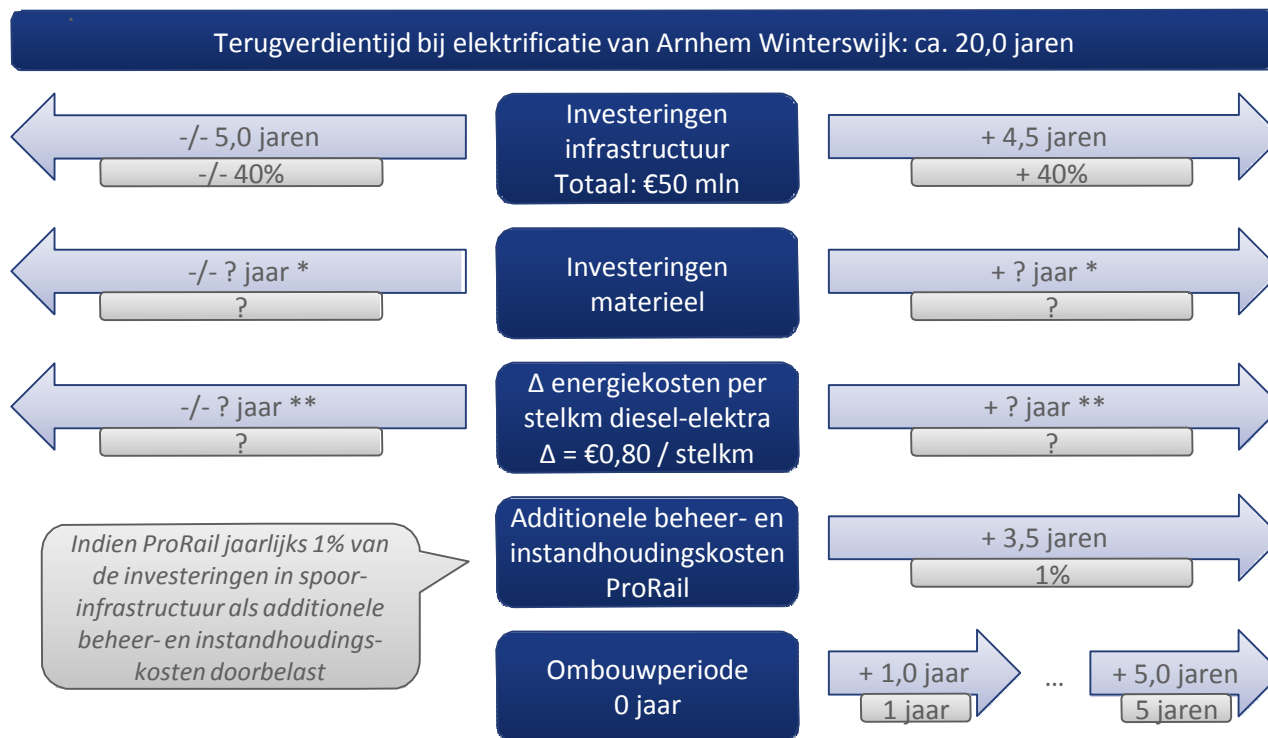 Terugverdientijd bij elektrificatie van Arnhem Winterswijk: ca. 20,0 jaren
-/- 5,0 jaren
-/- 40%
Investeringen
infrastructuur
Totaal: €50 mln
+ 4,5 jaren
+ 40%
-/- ? jaar *
?
Investeringen
materieel
+ ? jaar *
?
-/- ? jaar **
?
Δ energiekosten per
stelkm diesel-elektra
Δ = €0,80 / stelkm
+ ? jaar **
?
Indien ProRail jaarlijks 1% van
de investeringen in spoor-
infrastructuur als additionele
beheer- en instandhoudings-
kosten doorbelast
Additionele beheer- en
instandhoudingskosten
ProRail
+ 3,5 jaren
1%
Ombouwperiode
0 jaar
+ 1,0 jaar
1 jaar
...
+ 5,0 jaren
5 jaren